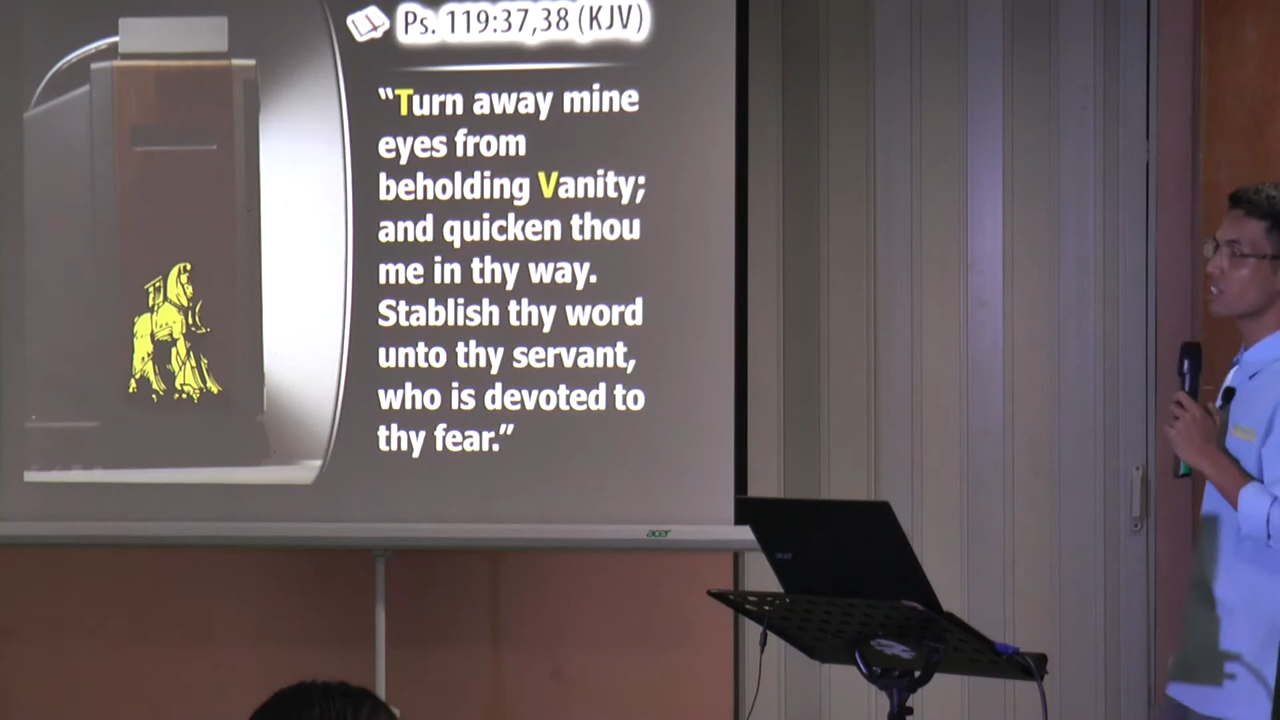 Ps. 119:37,38 (KJV)
“Turn away mine
eyes from
beholding Vanity;
and quicken thou
me in thy way.
Stablish thy word
unto thy servant,
who is devoted to
thy fear.”
acer
acer